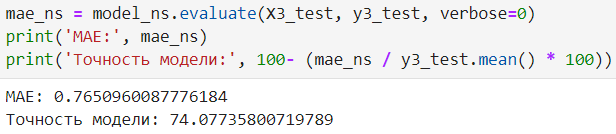 mae_ns = model_ns.evaluate(X3_test, y3_test, verbose=0)
print('MAE:', mae_ns)
print('Точность модели:', 100- (mae_ns / y3_test.mean() * 100))
MAE: 0.7650960087776184
Точность модели: 74.07735800719789